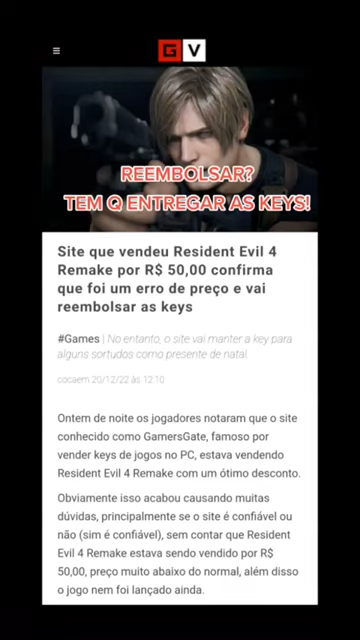 G V
REEMBOLSAR?
TEM Q ENTREGAR AS KEYS!
Site que vendeu Resident Evil 4
Remake por R$ 50,00 confirma
que foi um erro de preço e vai
reembolsar as keys
#Games | No entanto, o site vai manter a key para
alguns sortudos como presente de natal.
cocaem 20/12/22 às 12:10
Ontem de noite os jogadores notaram que o site
conhecido como GamersGate, famoso por
vender keys de jogos no PC, estava vendendo
Resident Evil 4 Remake com um ótimo desconto.
Obviamente isso acabou causando muitas
dúvidas, principalmente se o site é confiável ou
não (sim é confiável), sem contar que Resident
Evil 4 Remake estava sendo vendido por R$
50,00, preço muito abaixo do normal, além disso
o jogo nem foi lançado ainda.